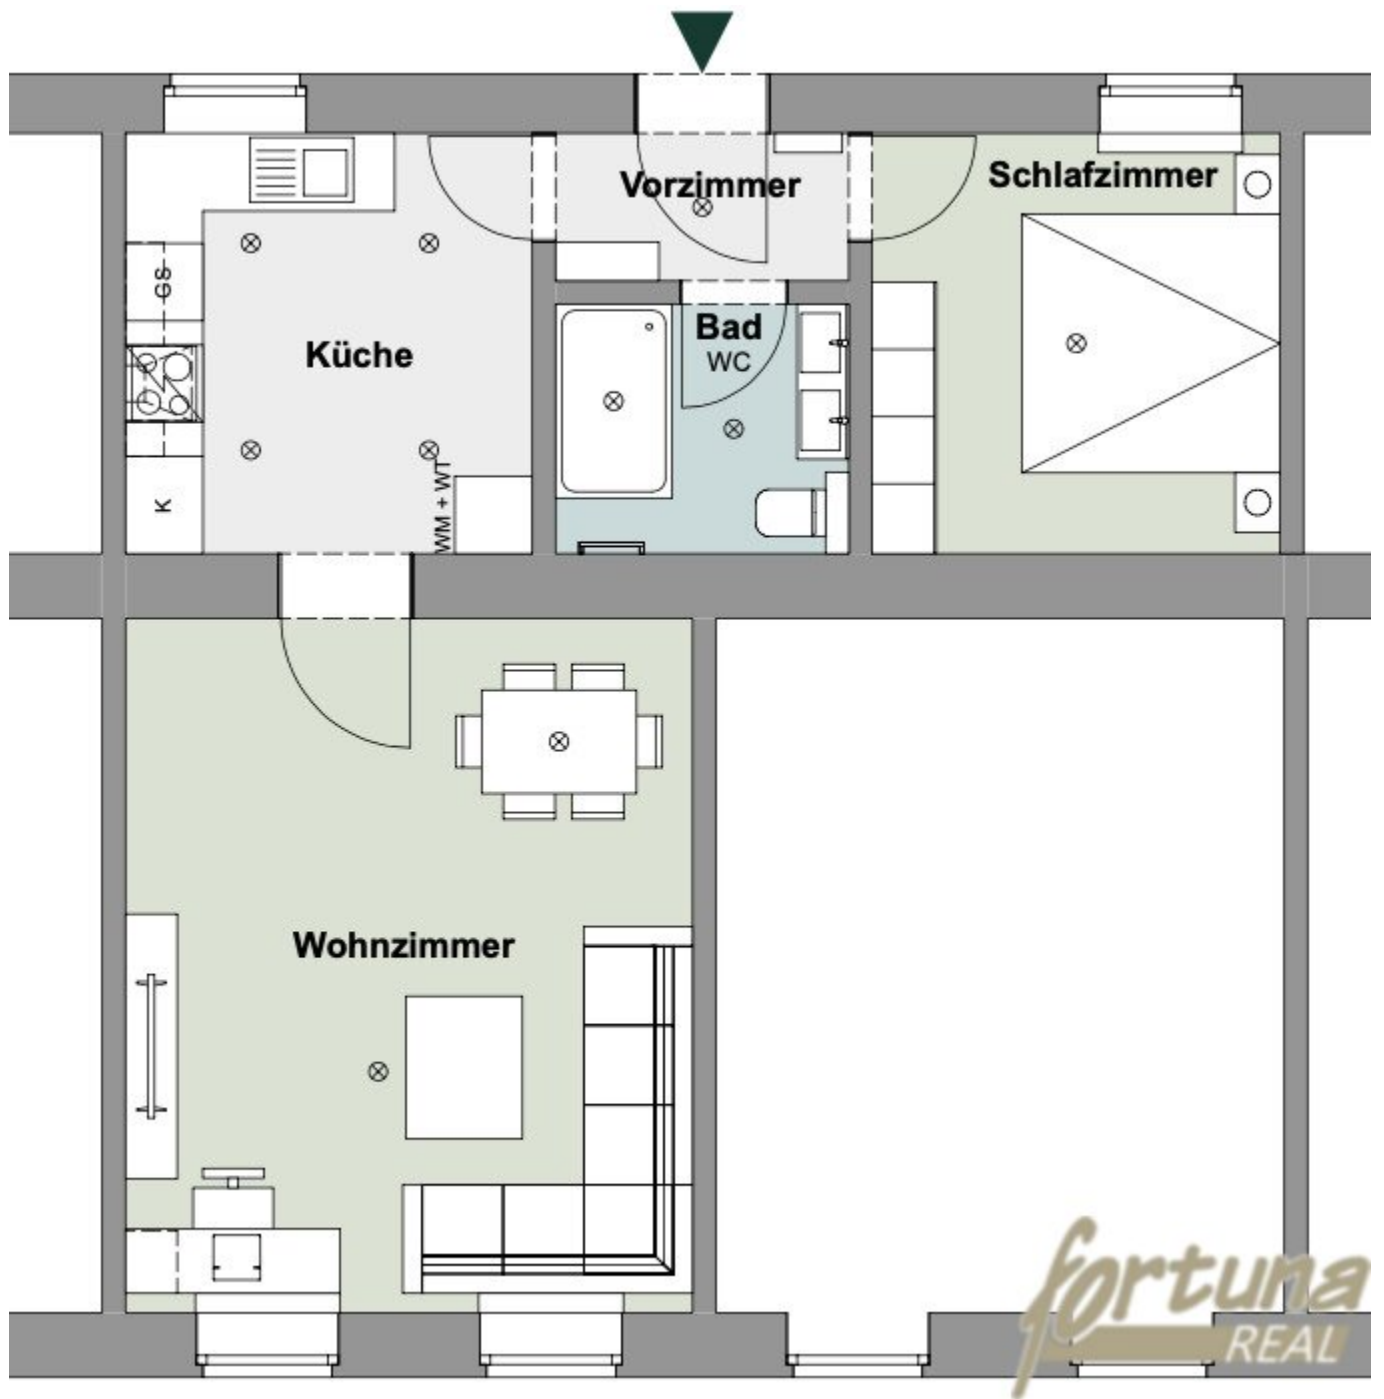 Vorzimmer
Schlafzimmer
GS
Küche
Bad
WC
K
WM + WT
Wohnzimmer
fortuna
REAL